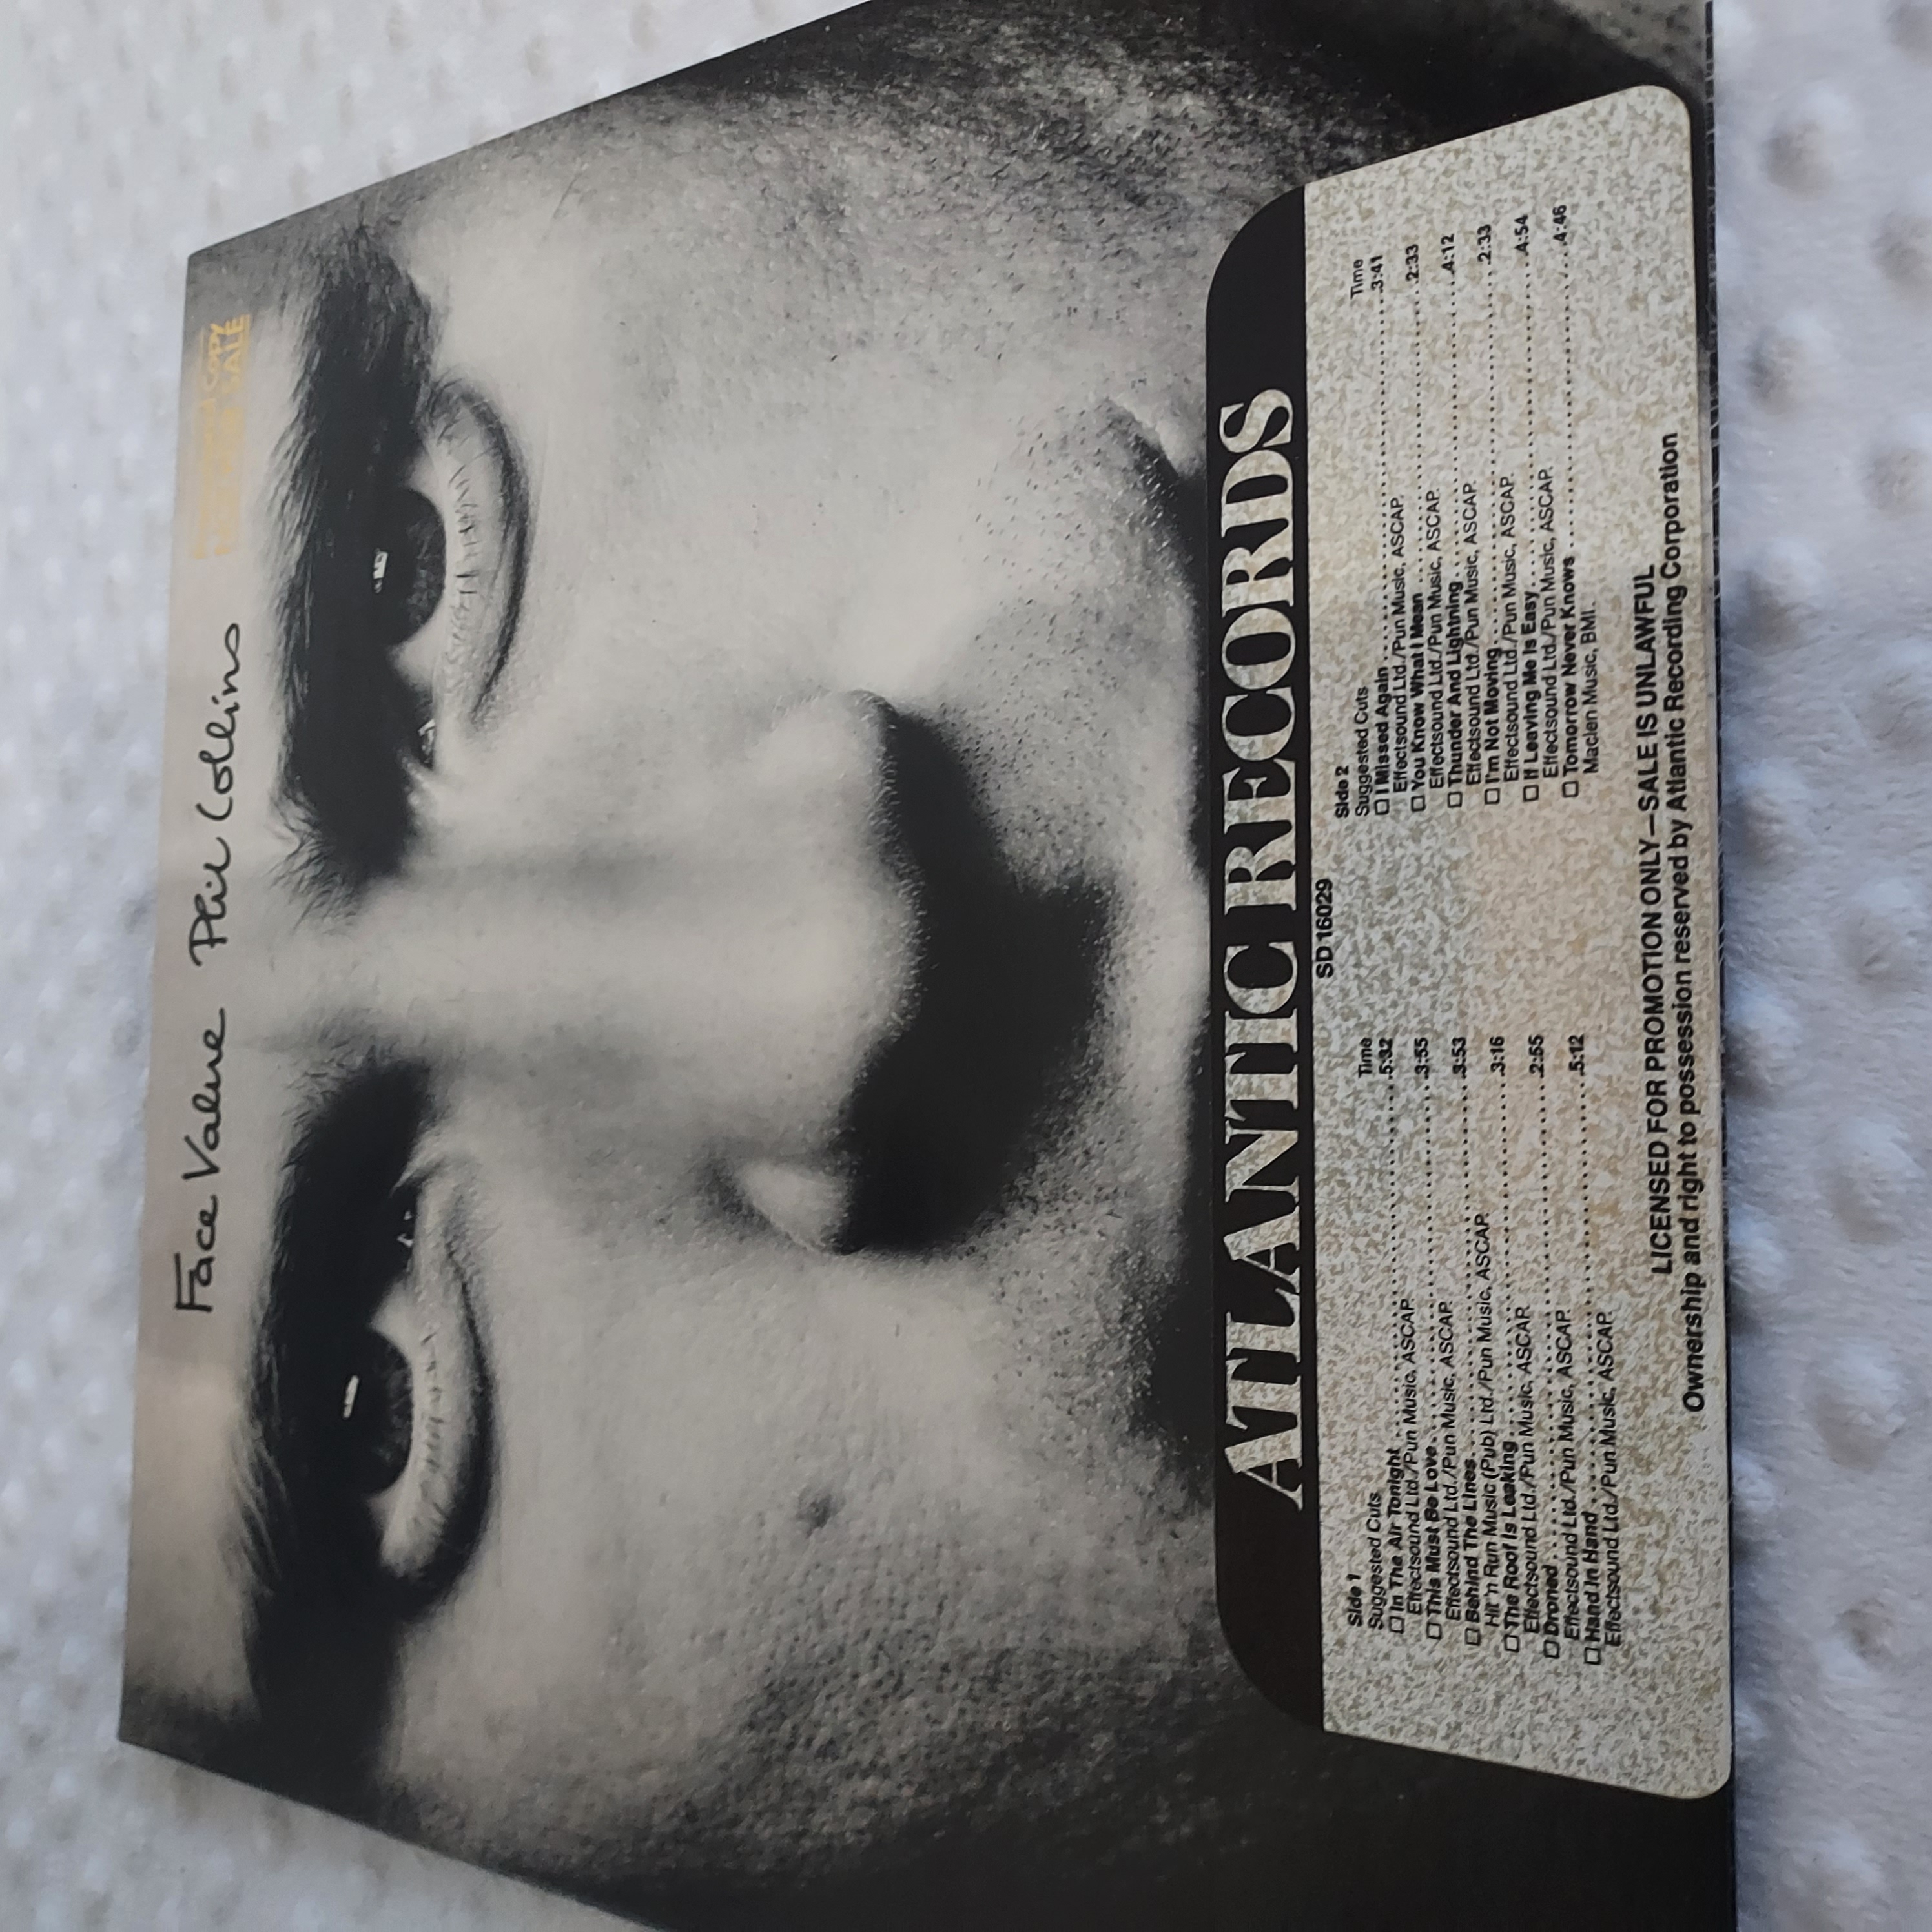 Face Value Phil Collins
Promotional Copy
NOT FOR SALE
ATLANTIC RECORDS
SD 16029
Side 1
Suggested Cuts Time
☐ In The Air Tonight 5:32
Effectsound Ltd./Pun Music, ASCAP.
☐ This Must Be Love 3:55
Effectsound Ltd./Pun Music, ASCAP.
☐ Behind The Lines 3:53
Hit 'n Run Music (Pub) Ltd./Pun Music, ASCAP.
☐ The Roof Is Leaking 3:16
Effectsound Ltd./Pun Music, ASCAP.
☐ Droned 2:55
Effectsound Ltd./Pun Music, ASCAP.
☐ Hand In Hand 5:12
Effectsound Ltd./Pun Music, ASCAP.
Side 2
Suggested Cuts Time
☐ I Missed Again 3:41
Effectsound Ltd./Pun Music, ASCAP.
☐ You Know What I Mean 2:33
Effectsound Ltd./Pun Music, ASCAP.
☐ Thunder And Lightning 4:12
Effectsound Ltd./Pun Music, ASCAP.
☐ I'm Not Moving 2:33
Effectsound Ltd./Pun Music, ASCAP.
☐ If Leaving Me Is Easy 4:54
Effectsound Ltd./Pun Music, ASCAP.
☐ Tomorrow Never Knows 4:46
Maclen Music, BMI.
LICENSED FOR PROMOTION ONLY—SALE IS UNLAWFUL
Ownership and right to possession reserved by Atlantic Recording Corporation